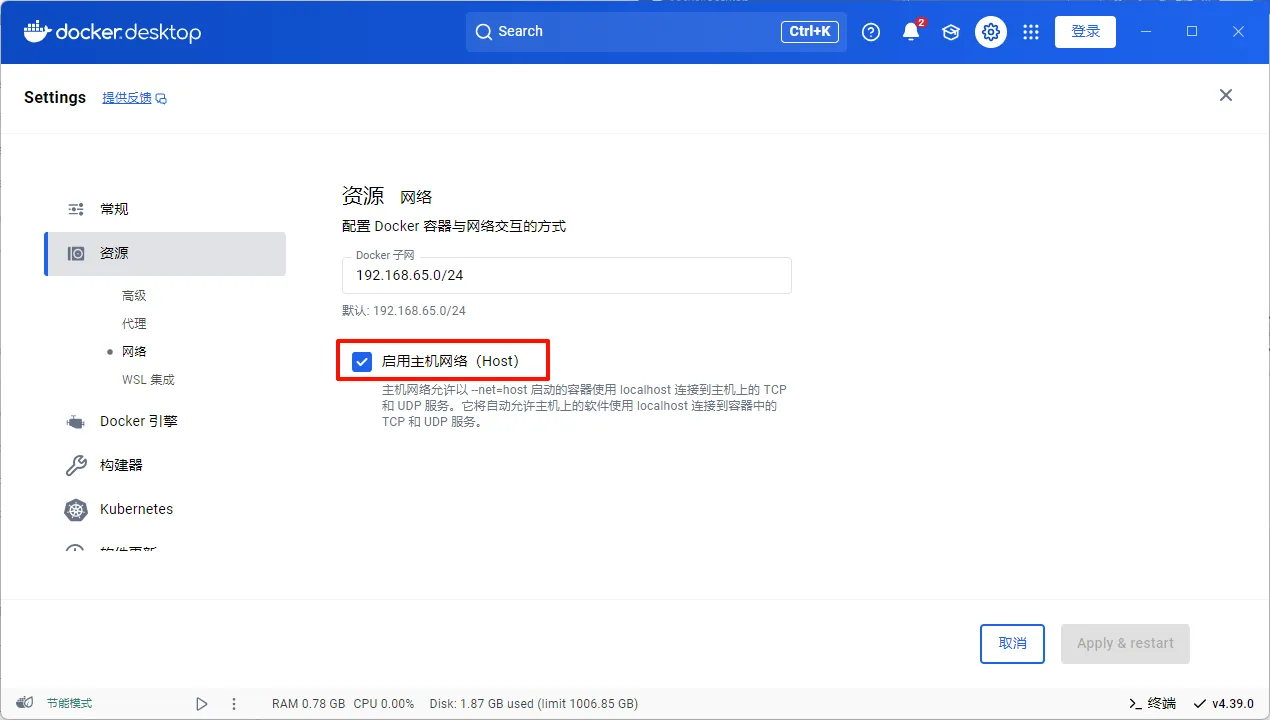 docker.desktop
Search
Ctrl+K
2
登录
Settings
提供反馈
常规
资源
高级
代理
网络
WSL 集成
Docker 引擎
构建器
Kubernetes
软件更新
资源 网络
配置 Docker 容器与网络交互的方式
Docker 子网
192.168.65.0/24
默认: 192.168.65.0/24
启用主机网络（Host）
主机网络允许以 --net=host 启动的容器使用 localhost 连接到主机上的 TCP
和 UDP 服务。它将自动允许主机上的软件使用 localhost 连接到容器中的
TCP 和 UDP 服务。
取消
Apply & restart
节能模式
RAM 0.78 GB CPU 0.00% Disk: 1.87 GB used (limit 1006.85 GB)
终端
v4.39.0